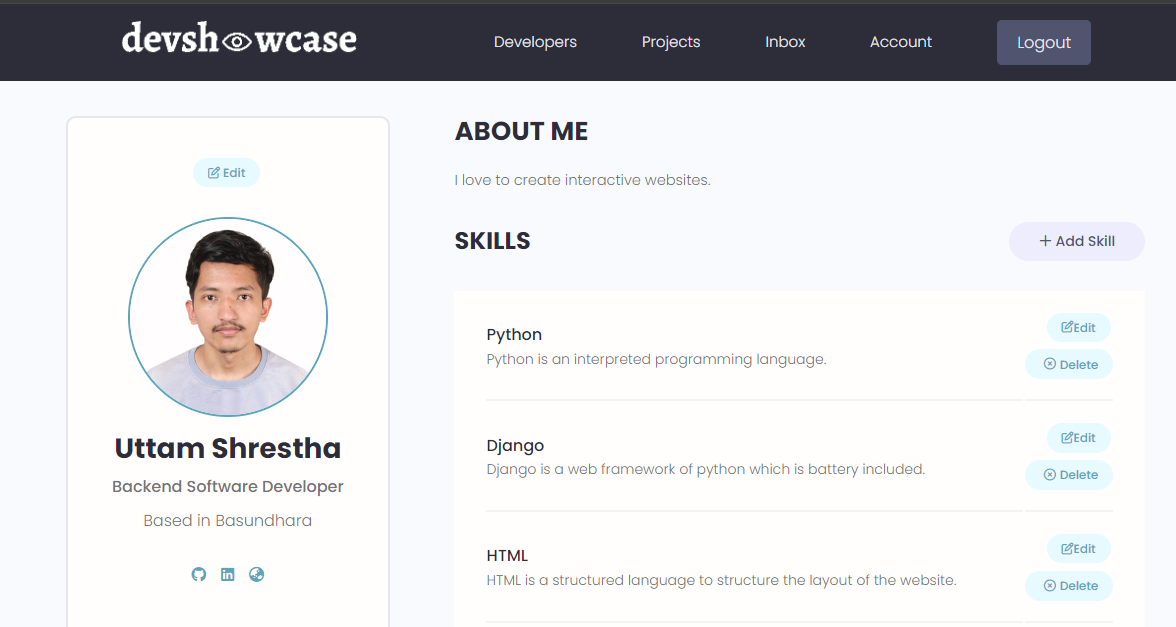 devshowcase
Developers
Projects
Inbox
Account
Logout
Edit
Uttam Shrestha
Backend Software Developer
Based in Basundhara
ABOUT ME
I love to create interactive websites.
SKILLS
+ Add Skill
Python
Python is an interpreted programming language.
Edit
Delete
Django
Django is a web framework of python which is battery included.
Edit
Delete
HTML
HTML is a structured language to structure the layout of the website.
Edit
Delete